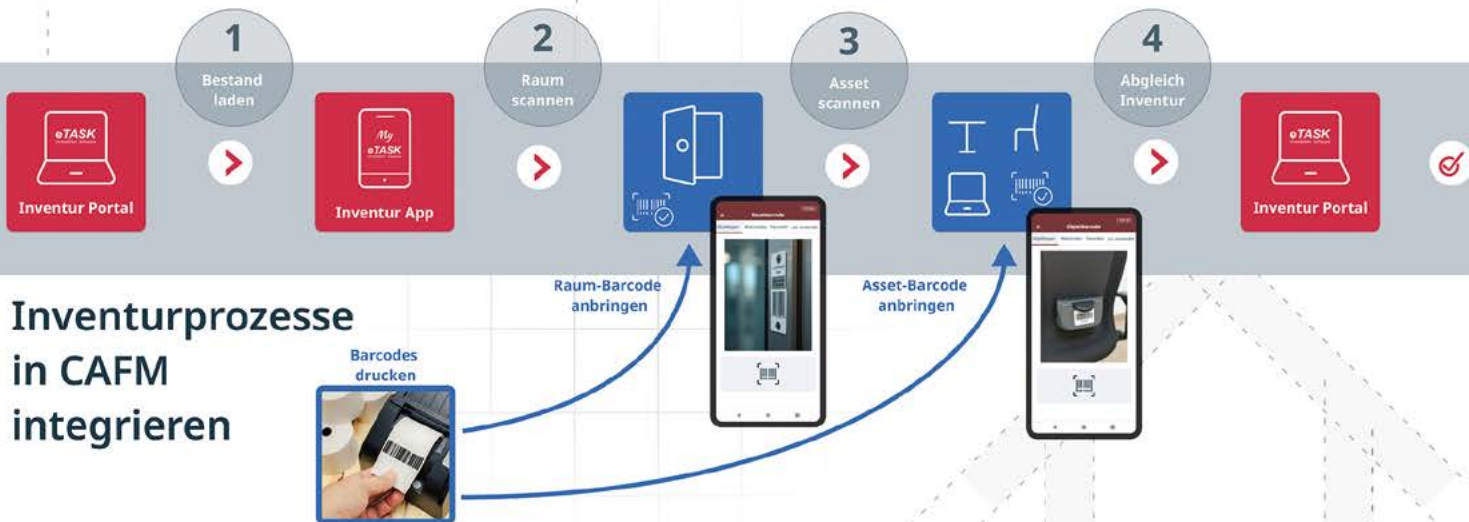 1
Bestand
laden
2
Raum
scannen
3
Asset
scannen
4
Abgleich
Inventur
eTASK
Inventur Portal
My
eTASK
Inventur App
eTASK
Inventur Portal
Raum-Barcode
anbringen
Asset-Barcode
anbringen
Inventurprozesse
in CAFM
integrieren
Barcodes
drucken